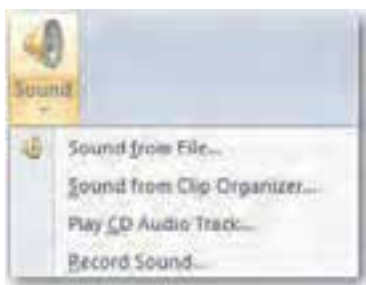 Sound
Sound from File...
Sound from Clip Organizer...
Play CD Audio Track...
Record Sound...